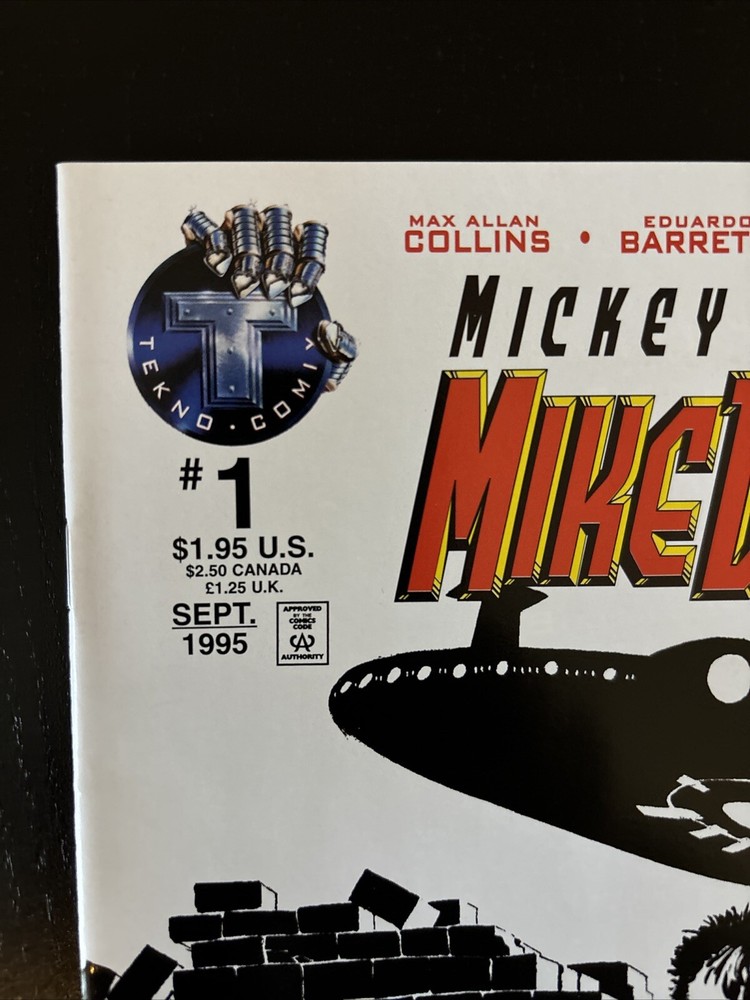 TEKNO · COMIX
#1
$1.95 U.S.
$2.50 CANADA
£1.25 U.K.
SEPT.
1995
APPROVED
BY THE
COMICS
CODE
CA
AUTHORITY
MAX ALLAN
COLLINS
•
EDUARDO
BARRET
MICKEY
MIKE